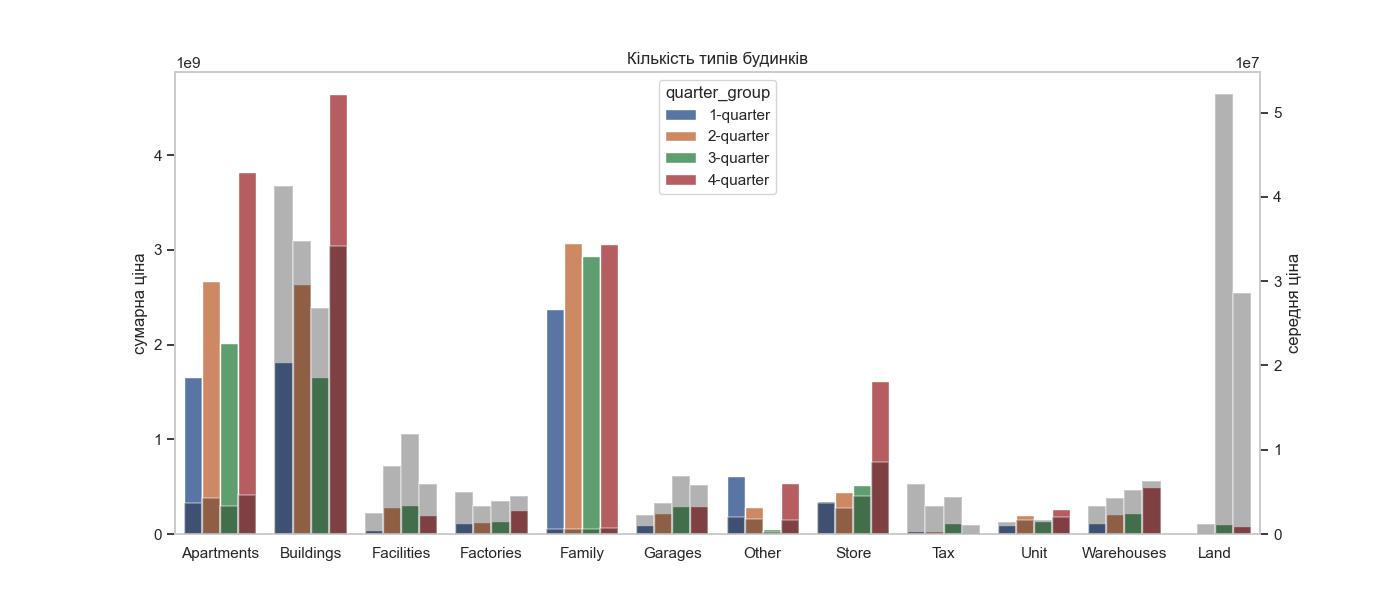 Кількість типів будинків
1e9
1e7
quarter_group
1-quarter
2-quarter
3-quarter
4-quarter
сумарна ціна
4
3
2
1
0
середня ціна
5
4
3
2
1
0
Apartments Buildings Facilities Factories Family Garages Other Store Tax Unit Warehouses Land